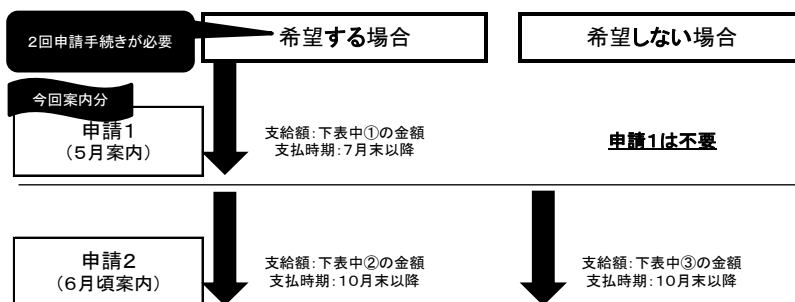 2回申請手続きが必要
希望する場合
希望しない場合
今回案内分
申請1
(5月案内)
支給額:下表中①の金額
支払時期:7月末以降
申請1は不要
申請2
(6月頃案内)
支給額:下表中②の金額
支払時期:10月末以降
支給額:下表中③の金額
支払時期:10月末以降